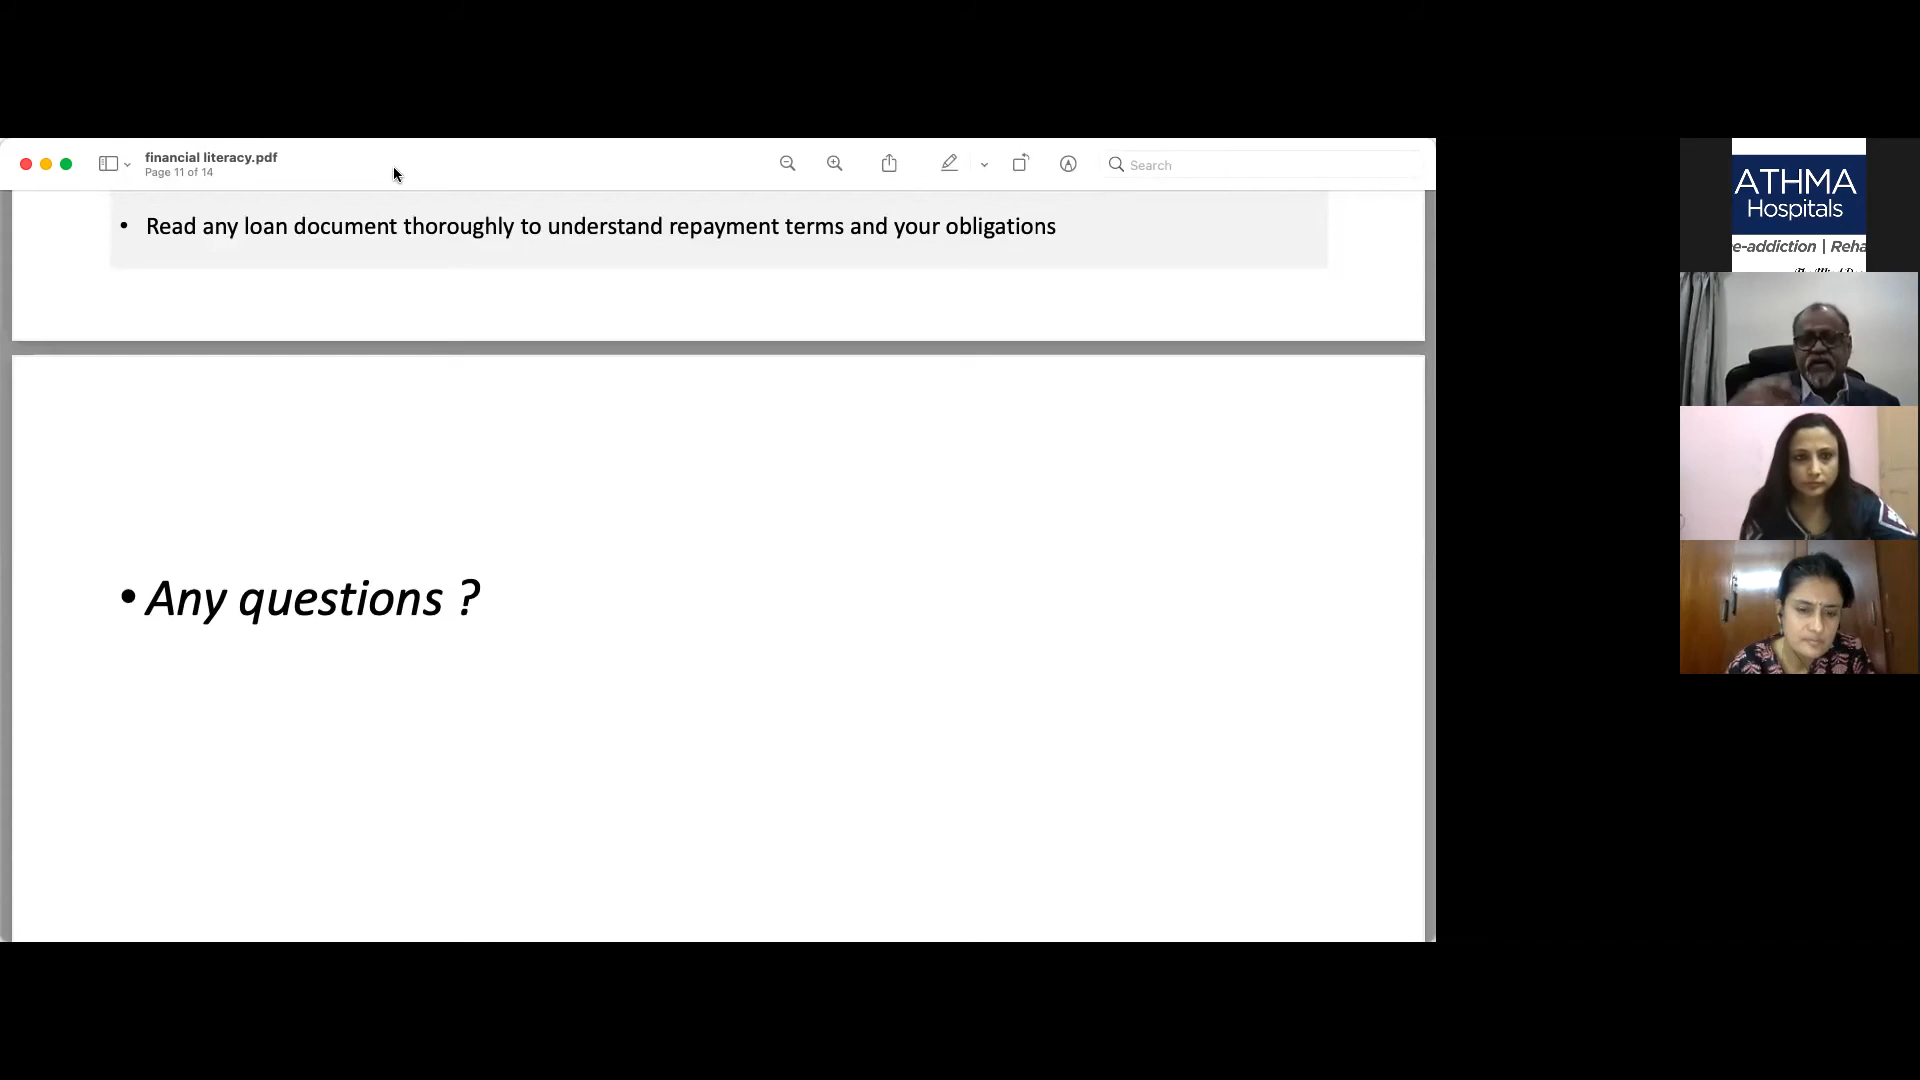 financial literacy.pdf
Page 11 of 14
Search
• Read any loan document thoroughly to understand repayment terms and your obligations
• Any questions ?
ATHMA
Hospitals
e-addiction | Reha